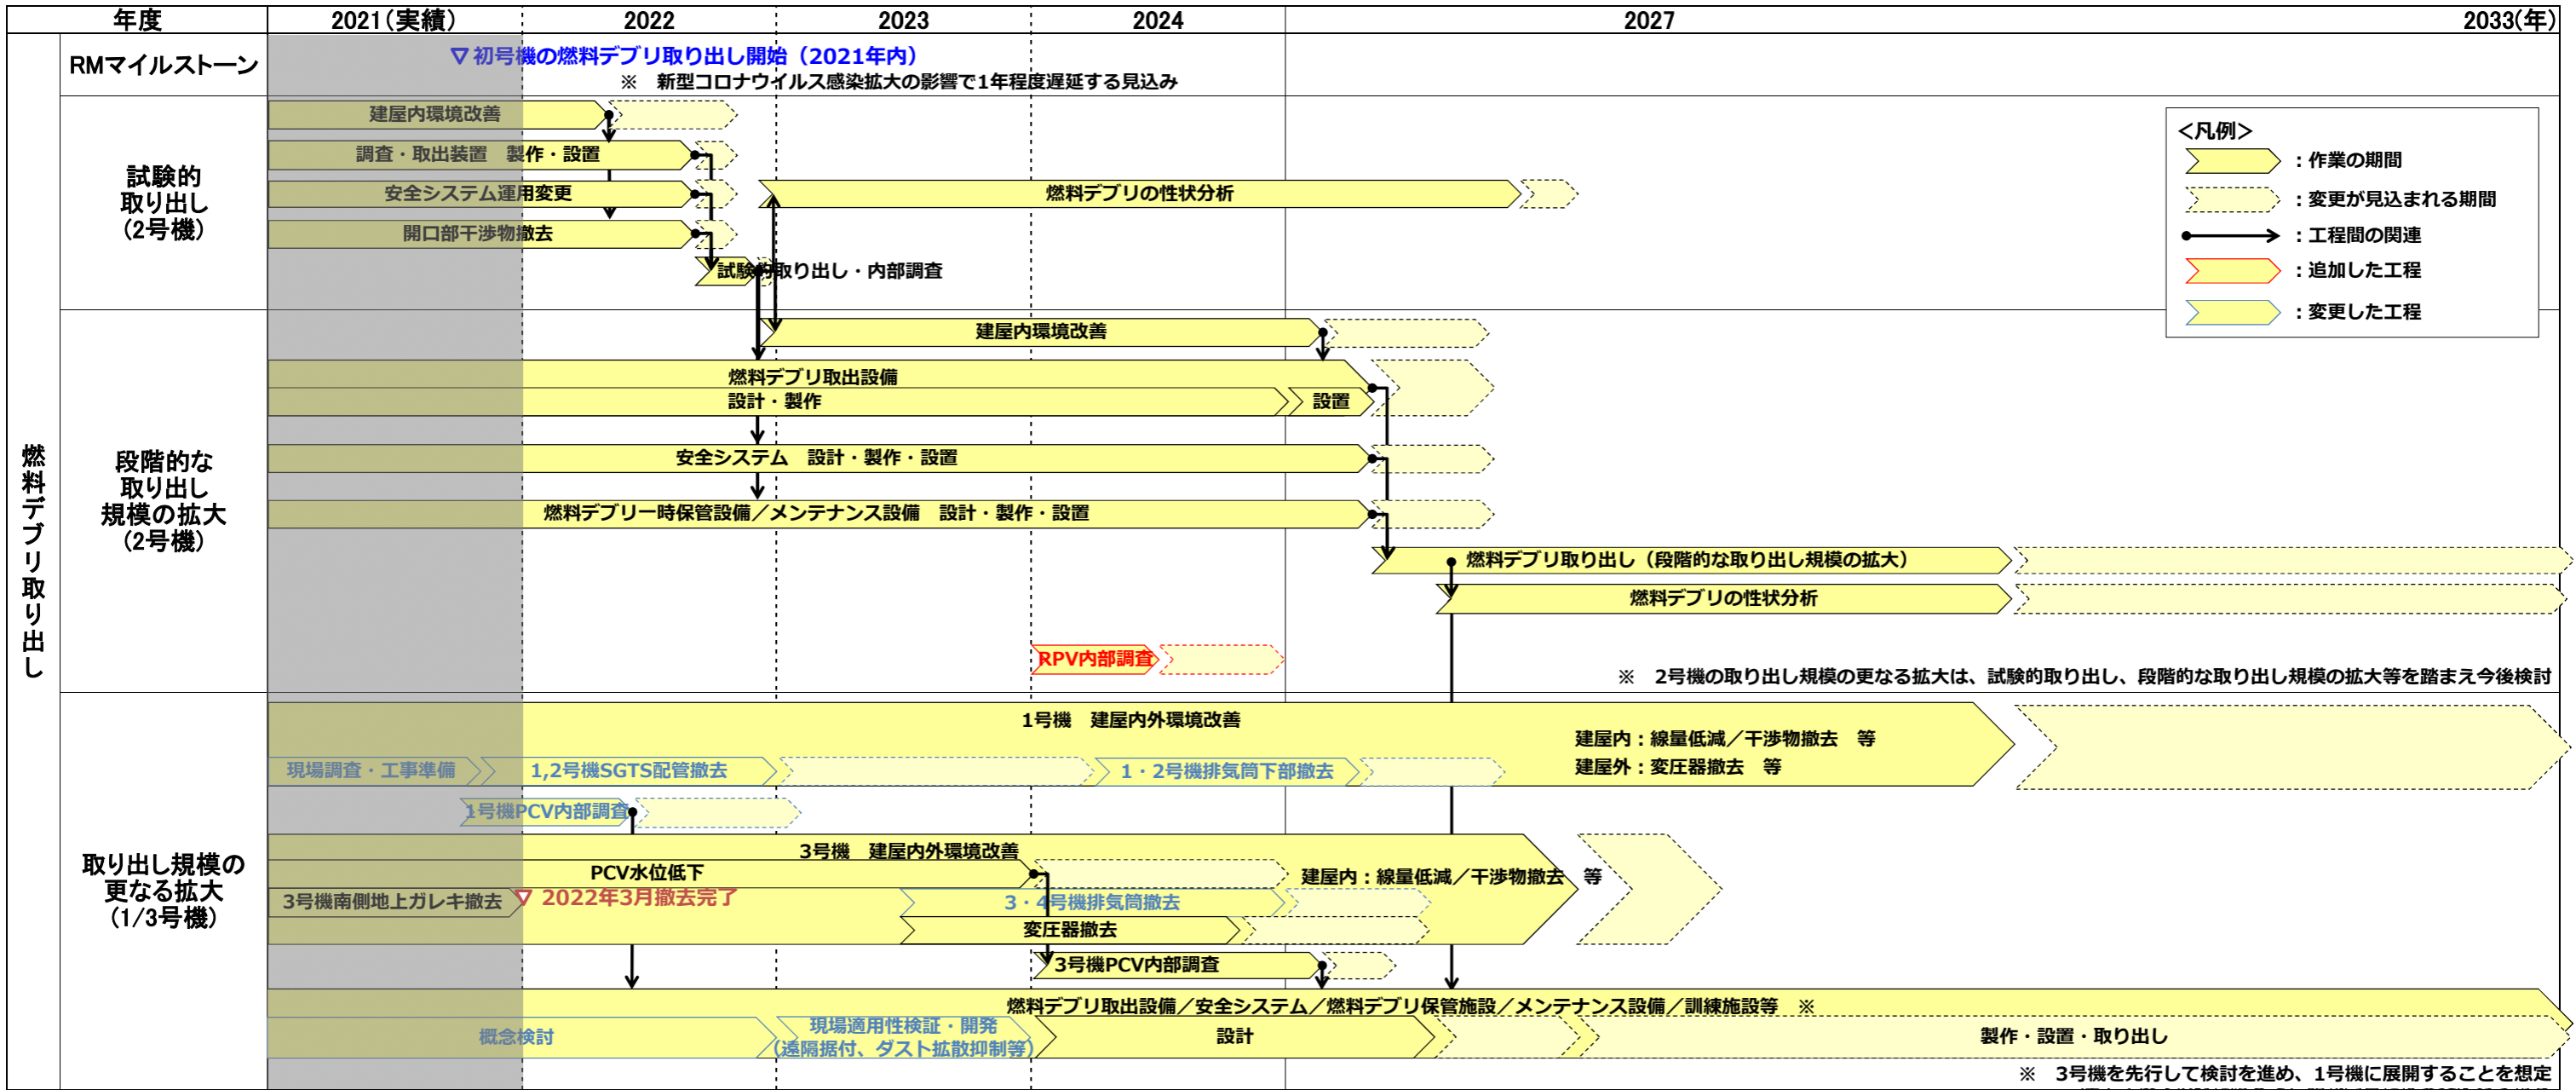 年度 2021(実績) 2022 2023 2024 2027 2033(年)
燃料デブリ取り出し
RMマイルストーン
▽ 初号機の燃料デブリ取り出し開始（2021年内）
※　新型コロナウイルス感染拡大の影響で1年程度遅延する見込み
試験的
取り出し
(2号機)
建屋内環境改善
調査・取出装置　製作・設置
安全システム運用変更
燃料デブリの性状分析
開口部干渉物撤去
試験的取り出し・内部調査
＜凡例＞
：作業の期間
：変更が見込まれる期間
：工程間の関連
：追加した工程
：変更した工程
段階的な
取り出し
規模の拡大
(2号機)
建屋内環境改善
燃料デブリ取出設備
設計・製作
設置
安全システム　設計・製作・設置
燃料デブリ一時保管設備／メンテナンス設備　設計・製作・設置
燃料デブリ取り出し（段階的な取り出し規模の拡大）
燃料デブリの性状分析
RPV内部調査
※　2号機の取り出し規模の更なる拡大は、試験的取り出し、段階的な取り出し規模の拡大等を踏まえ今後検討
取り出し規模の
更なる拡大
(1/3号機)
1号機　建屋内外環境改善
建屋内：線量低減／干渉物撤去　等
建屋外：変圧器撤去　等
現場調査・工事準備
1,2号機SGTS配管撤去
1・2号機排気筒下部撤去
1号機PCV内部調査
3号機　建屋内外環境改善
PCV水位低下
建屋内：線量低減／干渉物撤去　等
3号機南側地上ガレキ撤去
▽ 2022年3月撤去完了
3・4号機排気筒撤去
変圧器撤去
3号機PCV内部調査
燃料デブリ取出設備／安全システム／燃料デブリ保管施設／メンテナンス設備／訓練施設等　※
概念検討
現場適用性検証・開発
（遠隔据付、ダスト拡散抑制等）
設計
製作・設置・取り出し
※　3号機を先行して検討を進め、1号機に展開することを想定